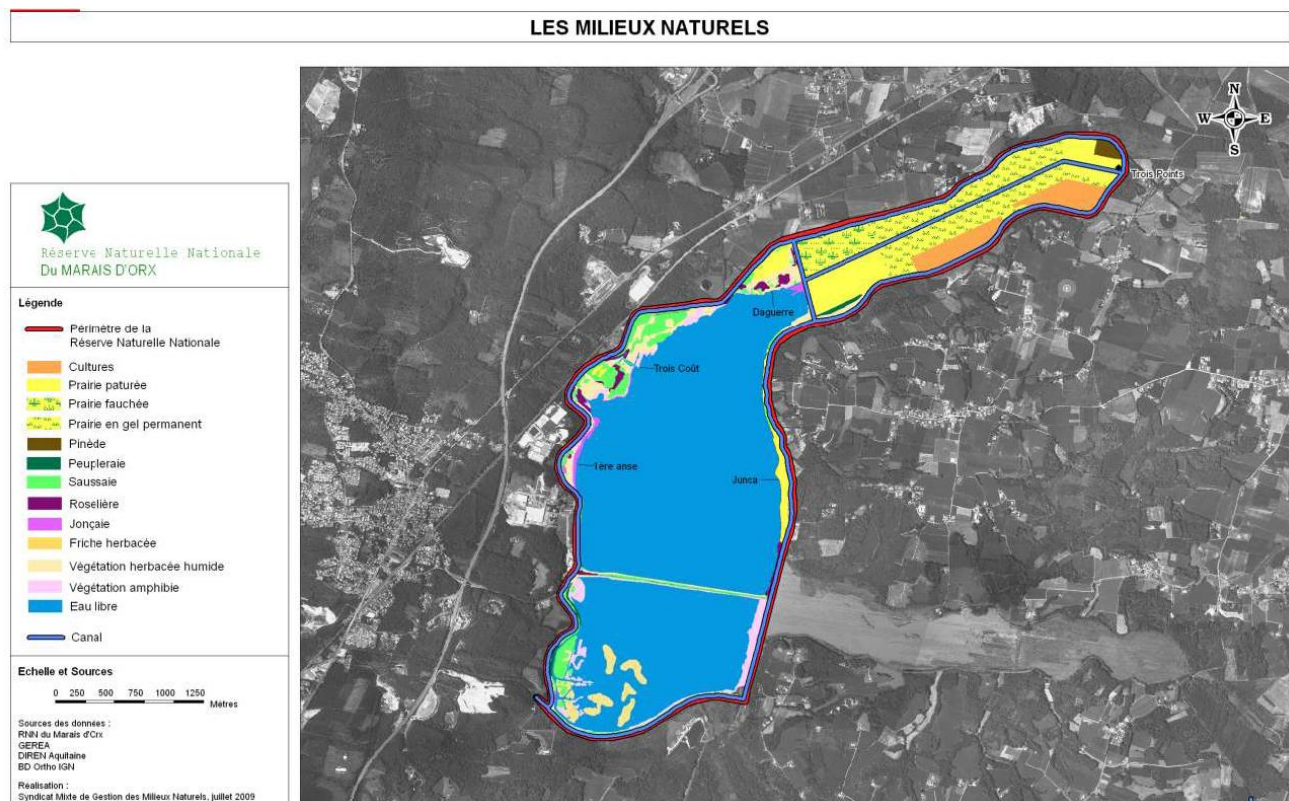 LES MILIEUX NATURELS
N
W E
S
Trois Points
Daguerre
Trois Coût
1ère anse
Junca
Réserve Naturelle Nationale
Du MARAIS D'ORX
Légende
Périmètre de la
Réserve Naturelle Nationale
Cultures
Prairie paturée
Prairie fauchée
Prairie en gel permanent
Pinède
Peupleraie
Saussaie
Roselière
Jonçaie
Friche herbacée
Végétation herbacée humide
Végétation amphibie
Eau libre
Canal
Echelle et Sources
0 250 500 750 1000 1250
Mètres
Sources des données :
RNN du Marais d'Orx
GEREA
DIREN Aquitaine
BD Ortho IGN
Réalisation :
Syndicat Mixte de Gestion des Milieux Naturels, juillet 2009